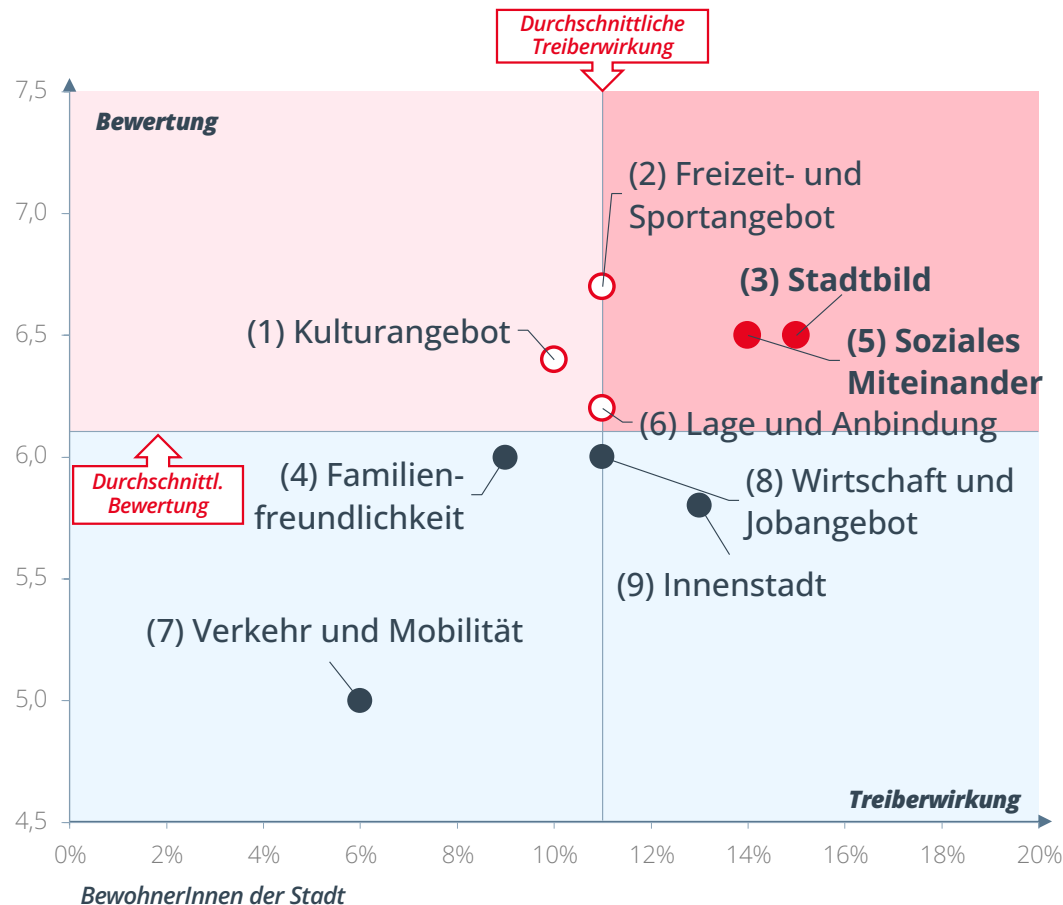 Durchschnittliche
Treiberwirkung
7,5
Bewertung
(2) Freizeit- und
Sportangebot
7,0
(3) Stadtbild
6,5
(1) Kulturangebot
(5) Soziales
Miteinander
(6) Lage und Anbindung
6,0
Durchschnittl.
Bewertung
(4) Familien-
freundlichkeit
(8) Wirtschaft und
Jobangebot
5,5
(9) Innenstadt
(7) Verkehr und Mobilität
5,0
Treiberwirkung
4,5
0% 2% 4% 6% 8% 10% 12% 14% 16% 18% 20%
BewohnerInnen der Stadt